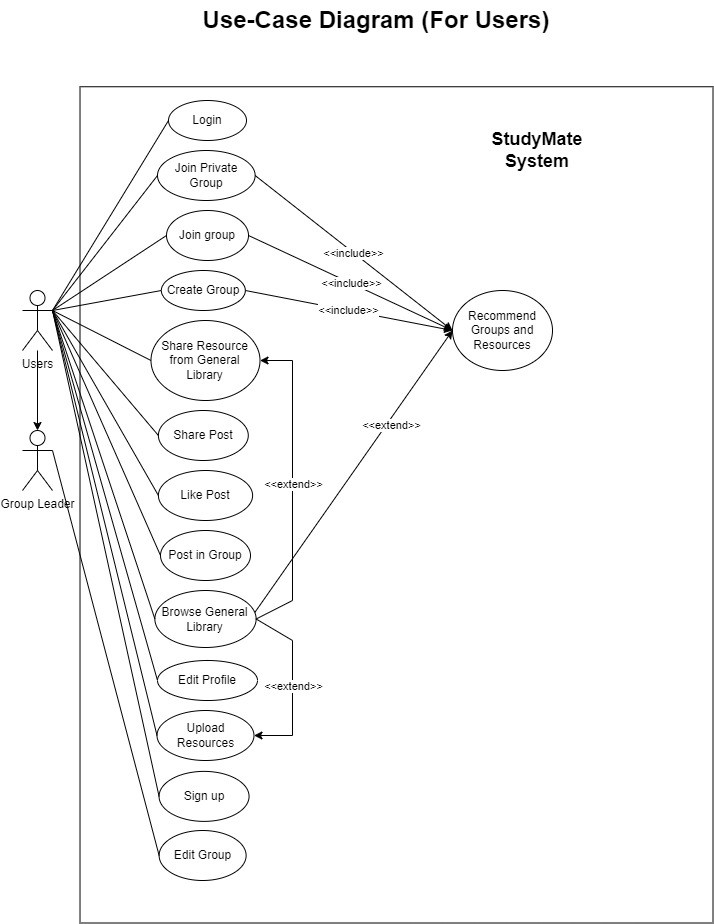 Use-Case Diagram (For Users)
StudyMate
System
Login
Join Private
Group
Join group
<<include>>
<<include>>
Create Group
<<include>>
Recommend
Groups and
Resources
Users
Share Resource
from General
Library
<<extend>>
Share Post
Group Leader
<<extend>>
Like Post
Post in Group
Browse General
Library
Edit Profile
<<extend>>
Upload
Resources
Sign up
Edit Group